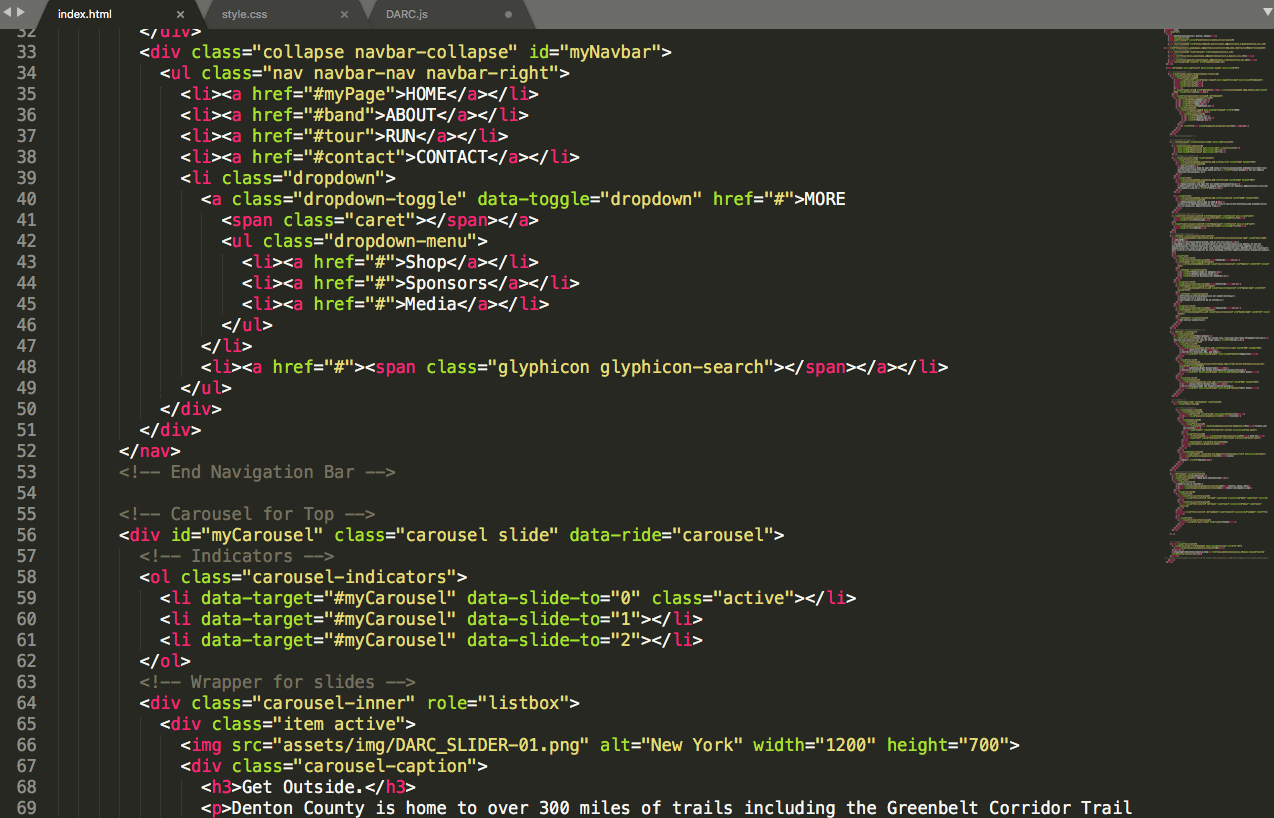 index.html × style.css × DARC.js
32 </div>
33 <div class="collapse navbar-collapse" id="myNavbar">
34 <ul class="nav navbar-nav navbar-right">
35 <li><a href="#myPage">HOME</a></li>
36 <li><a href="#band">ABOUT</a></li>
37 <li><a href="#tour">RUN</a></li>
38 <li><a href="#contact">CONTACT</a></li>
39 <li class="dropdown">
40 <a class="dropdown-toggle" data-toggle="dropdown" href="#">MORE
41 <span class="caret"></span></a>
42 <ul class="dropdown-menu">
43 <li><a href="#">Shop</a></li>
44 <li><a href="#">Sponsors</a></li>
45 <li><a href="#">Media</a></li>
46 </ul>
47 </li>
48 <li><a href="#"><span class="glyphicon glyphicon-search"></span></a></li>
49 </ul>
50 </div>
51 </div>
52 </nav>
53 <!-- End Navigation Bar -->
54
55 <!-- Carousel for Top -->
56 <div id="myCarousel" class="carousel slide" data-ride="carousel">
57 <!-- Indicators -->
58 <ol class="carousel-indicators">
59 <li data-target="#myCarousel" data-slide-to="0" class="active"></li>
60 <li data-target="#myCarousel" data-slide-to="1"></li>
61 <li data-target="#myCarousel" data-slide-to="2"></li>
62 </ol>
63 <!-- Wrapper for slides -->
64 <div class="carousel-inner" role="listbox">
65 <div class="item active">
66 <img src="assets/img/DARC_SLIDER-01.png" alt="New York" width="1200" height="700">
67 <div class="carousel-caption">
68 <h3>Get Outside.</h3>
69 <p>Denton County is home to over 300 miles of trails including the Greenbelt Corridor Trail